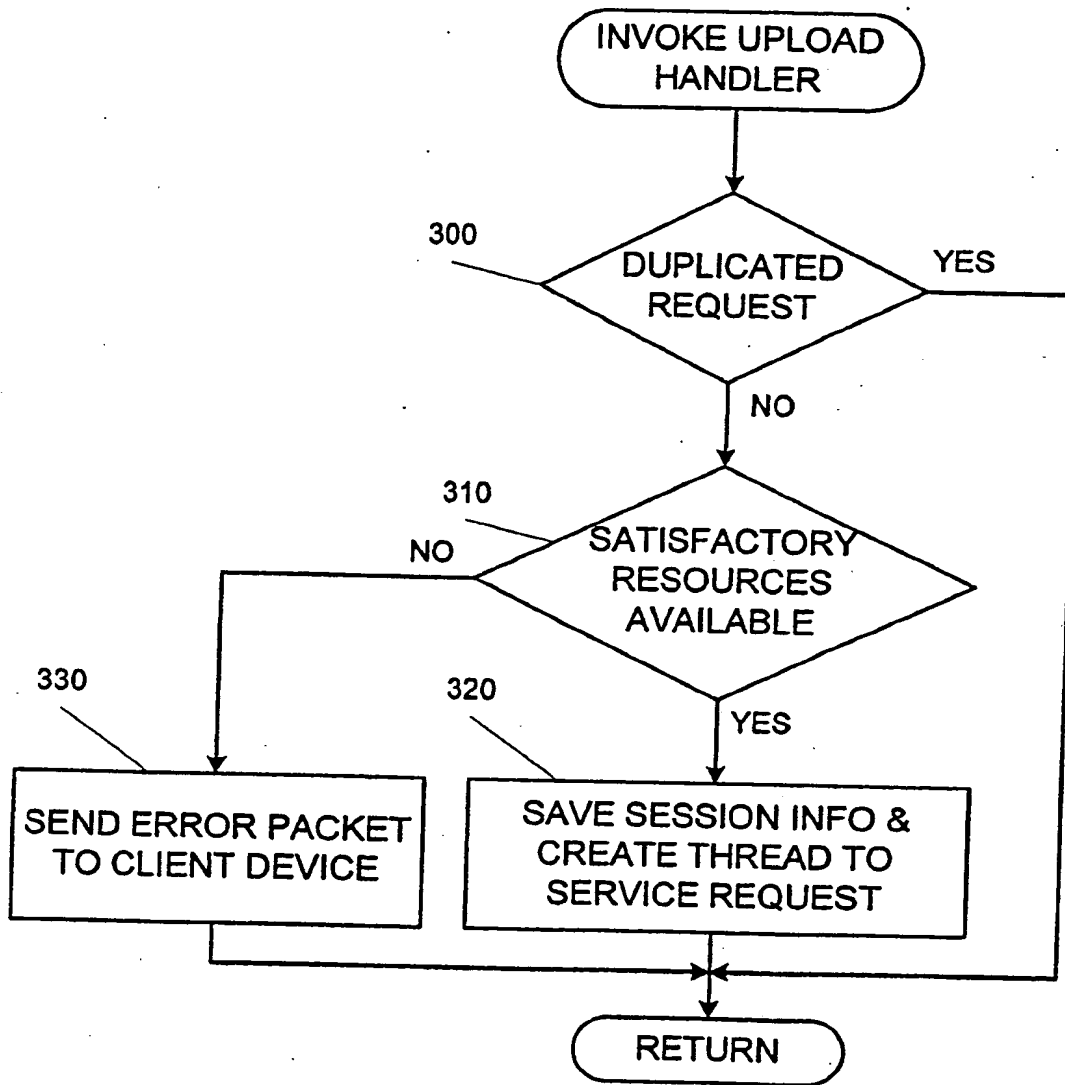 INVOKE UPLOAD
HANDLER
300
DUPLICATED
REQUEST
YES
NO
310
NO
SATISFACTORY
RESOURCES
AVAILABLE
330
320
YES
SEND ERROR PACKET
TO CLIENT DEVICE
SAVE SESSION INFO &
CREATE THREAD TO
SERVICE REQUEST
RETURN